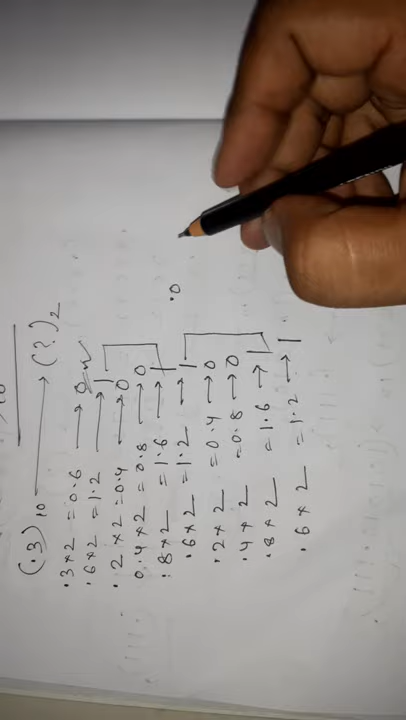 (.3)10 → (?)2
.3×2 = 0.6 → 0
.6×2 = 1.2 → 1
.2×2 = 0.4 → 0
0.4×2 = 0.8 → 0
.8×2 = 1.6 → 1
.6×2 = 1.2 → 1
.2×2 = 0.4 → 0
.4×2 = 0.8 → 0
.8×2 = 1.6 → 1
.6×2 = 1.2 → 1
.0